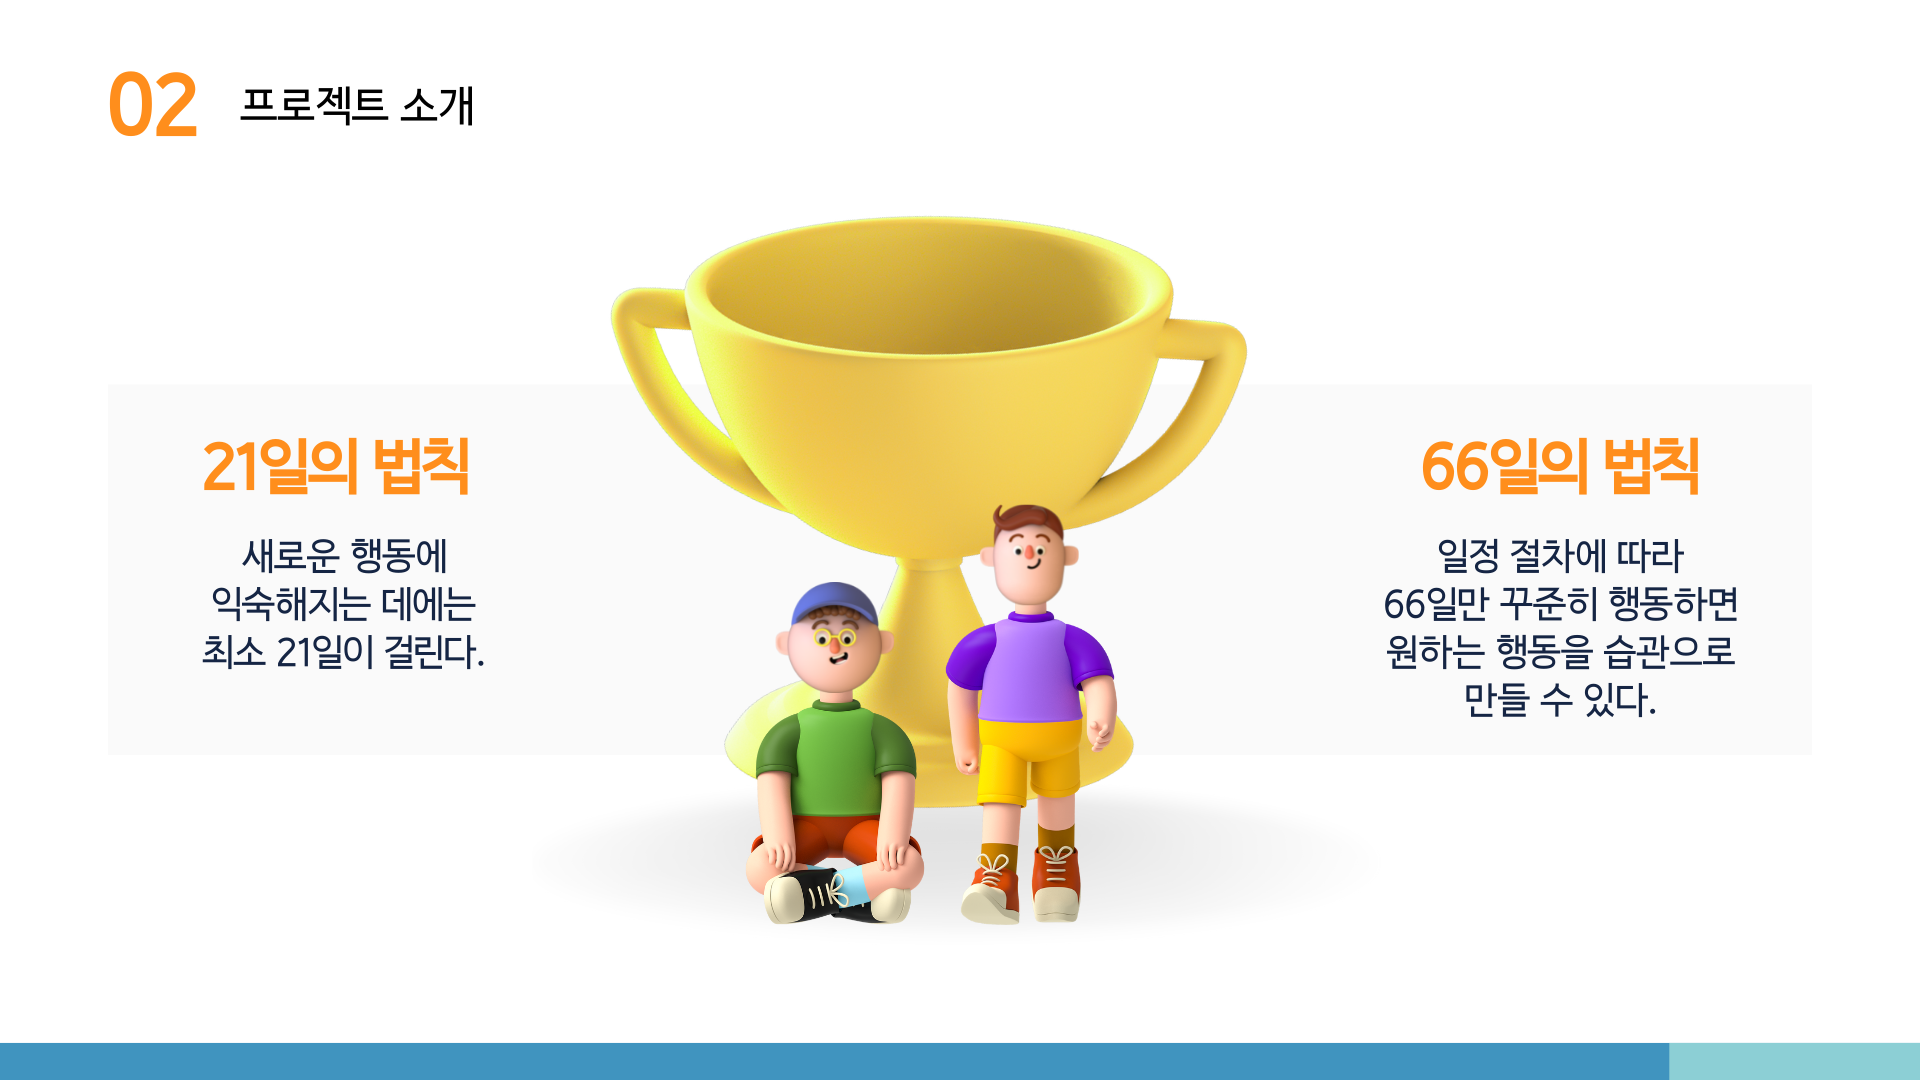 02 프로젝트 소개
21일의 법칙
새로운 행동에
익숙해지는 데에는
최소 21일이 걸린다.
66일의 법칙
일정 절차에 따라
66일만 꾸준히 행동하면
원하는 행동을 습관으로
만들 수 있다.